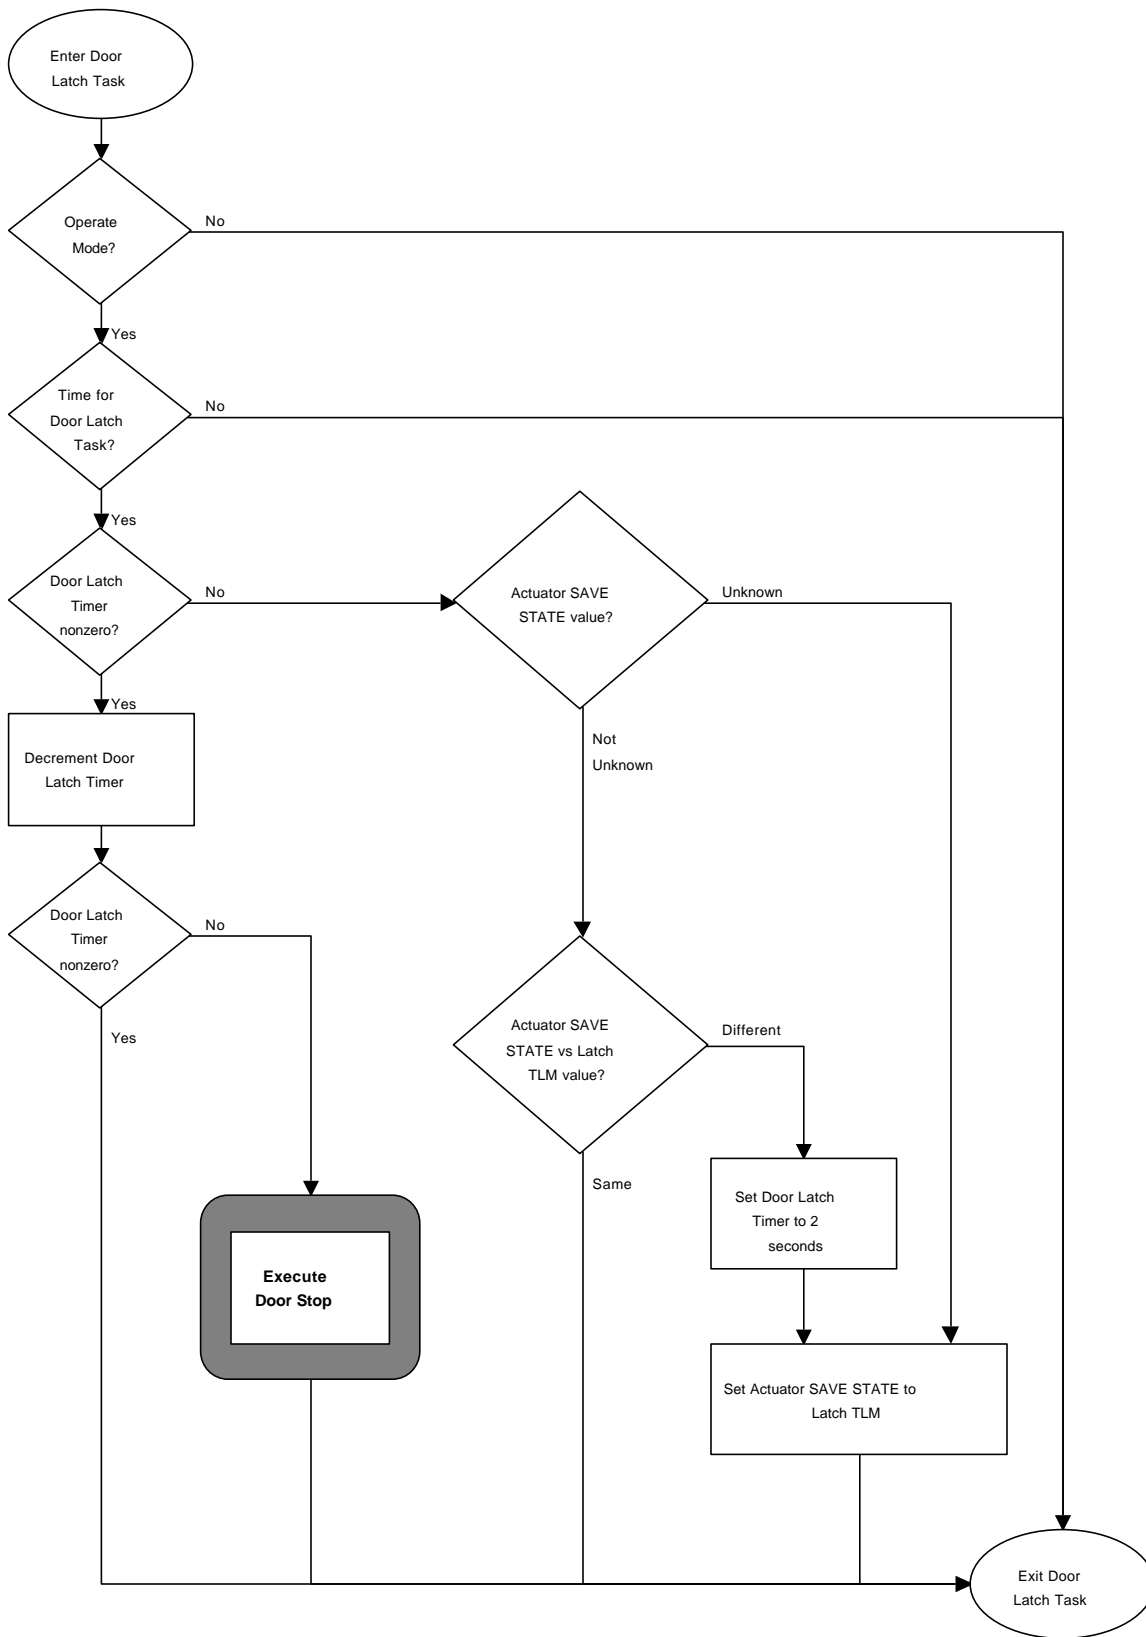 Enter Door
Latch Task
Operate
Mode?
No
Yes
Time for
Door Latch
Task?
No
Yes
Door Latch
Timer
nonzero?
No
Actuator SAVE
STATE value?
Unknown
Yes
Not
Unknown
Decrement Door
Latch Timer
Door Latch
Timer
nonzero?
No
Yes
Actuator SAVE
STATE vs Latch
TLM value?
Different
Same
Set Door Latch
Timer to 2
seconds
Execute
Door Stop
Set Actuator SAVE STATE to
Latch TLM
Exit Door
Latch Task